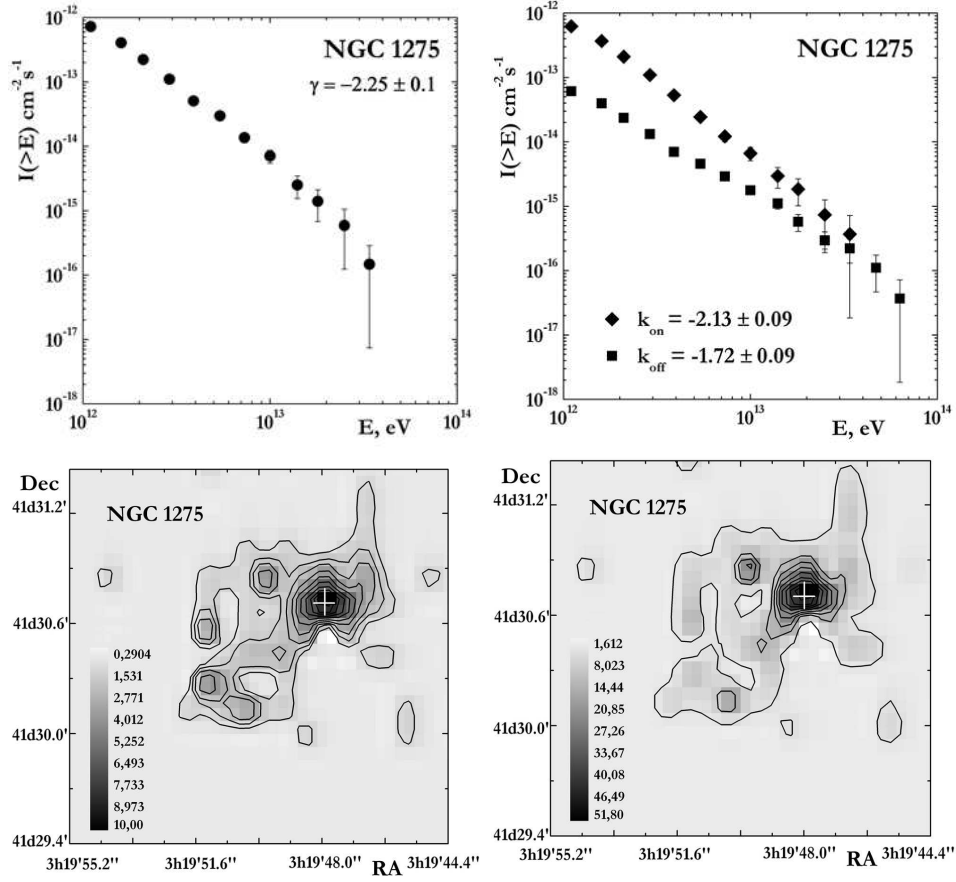 NGC 1275
γ = −2.25 ± 0.1
I(>E) cm⁻² s⁻¹
10⁻¹²
10⁻¹³
10⁻¹⁴
10⁻¹⁵
10⁻¹⁶
10⁻¹⁷
10⁻¹⁸
10¹²
10¹³
10¹⁴
E, eV
NGC 1275
I(>E) cm⁻² s⁻¹
10⁻¹²
10⁻¹³
10⁻¹⁴
10⁻¹⁵
10⁻¹⁶
10⁻¹⁷
10⁻¹⁸
k_on = -2.13 ± 0.09
k_off = -1.72 ± 0.09
10¹²
10¹³
10¹⁴
E, eV
Dec
NGC 1275
41d31.2'
41d30.6'
41d30.0'
41d29.4'
0,2904
1,531
2,771
4,012
5,252
6,493
7,733
8,973
10,00
3h19'55.2''
3h19'51.6''
3h19'48.0''
3h19'44.4''
RA
Dec
NGC 1275
41d31.2'
41d30.6'
41d30.0'
41d29.4'
1,612
8,023
14,44
20,85
27,26
33,67
40,08
46,49
51,80
3h19'55.2''
3h19'51.6''
3h19'48.0''
3h19'44.4''
RA